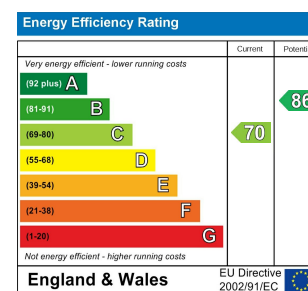 Energy Efficiency Rating
Current Potenti
Very energy efficient - lower running costs
(92 plus) A
(81-91) B
(69-80) C
(55-68) D
(39-54) E
(21-38) F
(1-20) G
70
86
Not energy efficient - higher running costs
England & Wales
EU Directive
2002/91/EC